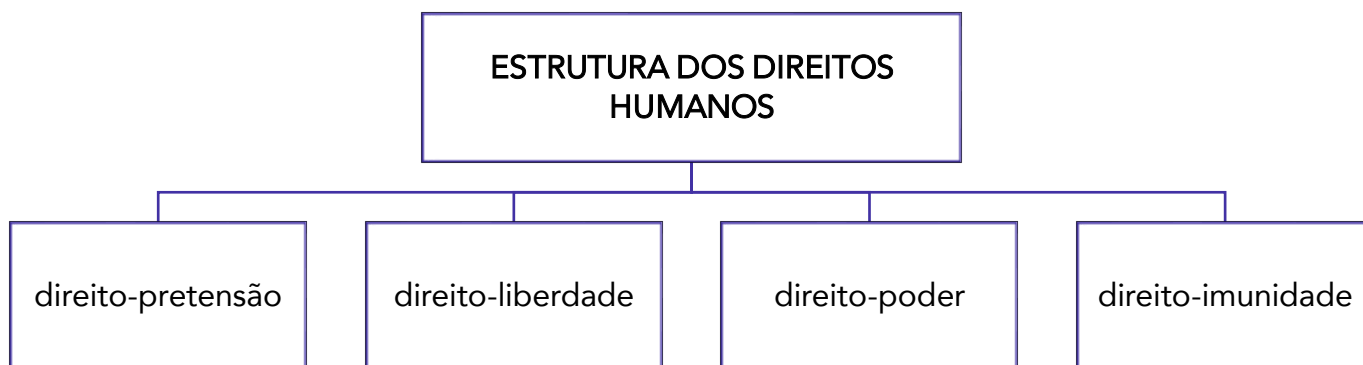 ESTRUTURA DOS DIREITOS
HUMANOS
direito-pretensão
direito-liberdade
direito-poder
direito-imunidade